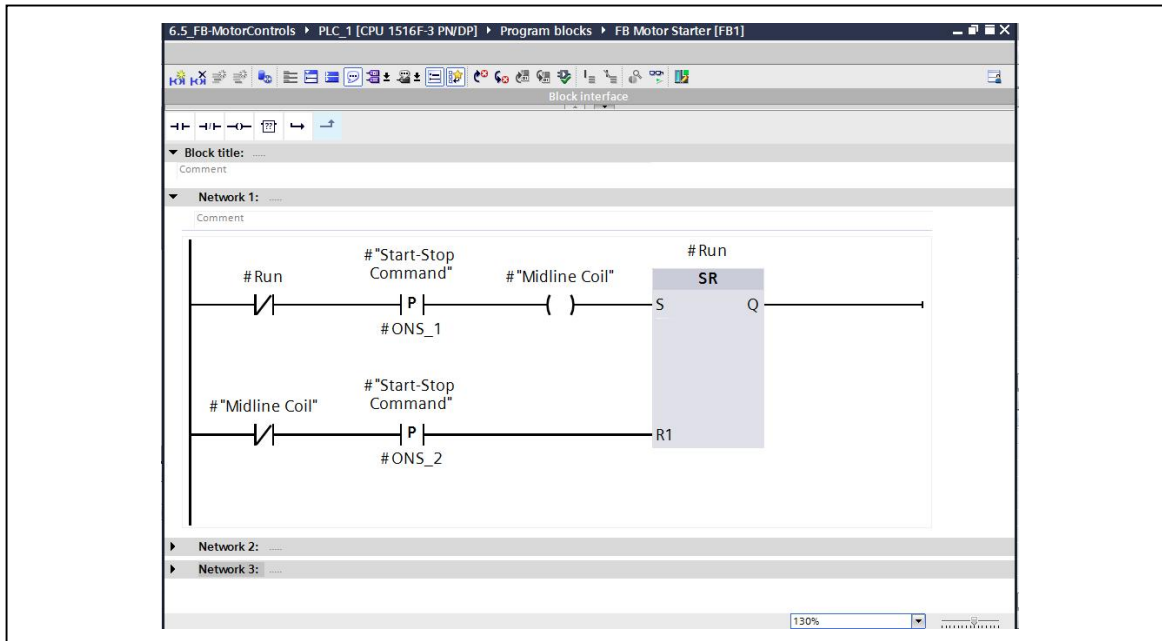 6.5_FB-MotorControls ▸ PLC_1 [CPU 1516F-3 PN/DP] ▸ Program blocks ▸ FB Motor Starter [FB1]
Block interface
??
Block title: .....
Comment
Network 1: .....
Comment
#Run
#"Start-Stop
Command"
#"Midline Coil"
#Run
SR
P
S
Q
#ONS_1
#"Midline Coil"
#"Start-Stop
Command"
P
R1
#ONS_2
Network 2: .....
Network 3: .....
130%